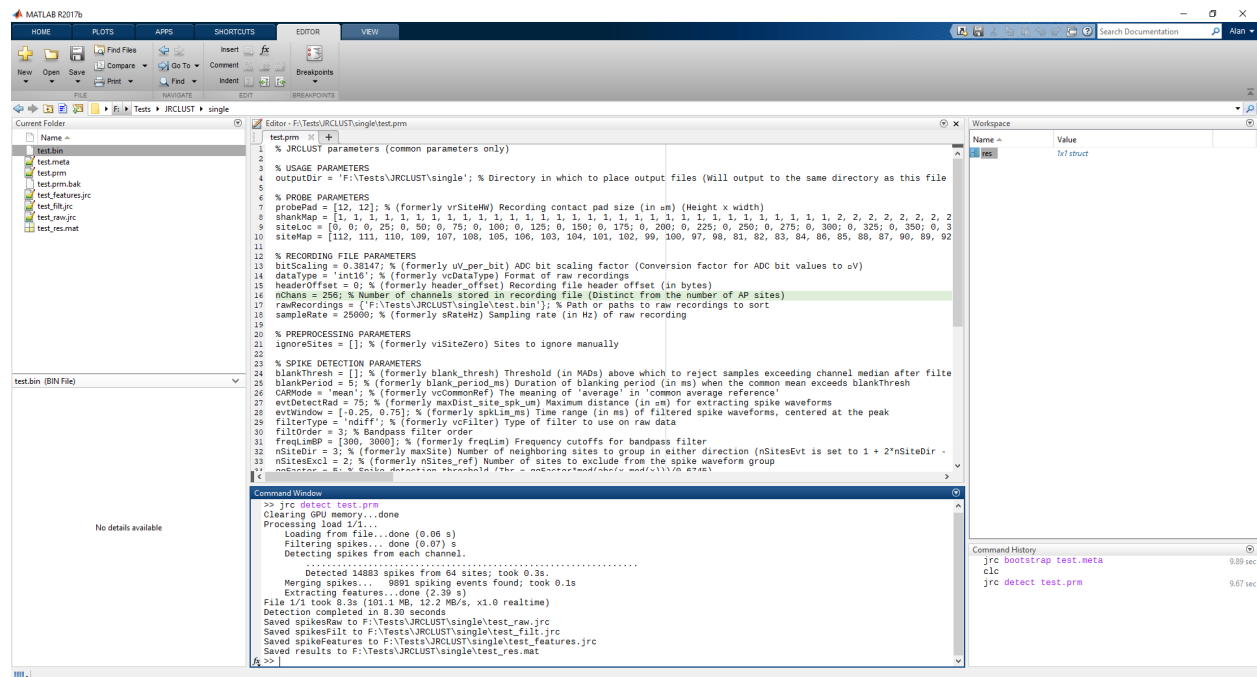 MATLAB R2017b
HOME PLOTS APPS SHORTCUTS EDITOR VIEW
Search Documentation
Alan
New Open Save
Find Files
Compare
Print
Go To
Find
Insert fx
Comment
Indent
Breakpoints
FILE NAVIGATE EDIT BREAKPOINTS
F: Tests JRCLUST single
Current Folder
Name
test.bin
test.meta
test.prm
test.prm.bak
test_features.jrc
test_filt.jrc
test_raw.jrc
test_res.mat
test.bin (BIN File)
No details available
Editor - F:\Tests\JRCLUST\single\test.prm
test.prm
1 % JRCLUST parameters (common parameters only)
2
3 % USAGE PARAMETERS
4 outputDir = 'F:\Tests\JRCLUST\single'; % Directory in which to place output files (Will output to the same directory as this file
5
6 % PROBE PARAMETERS
7 probePad = [12, 12]; % (formerly vrSiteHW) Recording contact pad size (in □m) (Height x width)
8 shankMap = [1, 1, 1, 1, 1, 1, 1, 1, 1, 1, 1, 1, 1, 1, 1, 1, 1, 1, 1, 1, 1, 1, 1, 1, 1, 1, 1, 1, 1, 1, 1, 1, 2, 2, 2, 2, 2, 2, 2, 2
9 siteLoc = [0, 0; 0, 25; 0, 50; 0, 75; 0, 100; 0, 125; 0, 150; 0, 175; 0, 200; 0, 225; 0, 250; 0, 275; 0, 300; 0, 325; 0, 350; 0, 3
10 siteMap = [112, 111, 110, 109, 107, 108, 105, 106, 103, 104, 101, 102, 99, 100, 97, 98, 81, 82, 83, 84, 86, 85, 88, 87, 90, 89, 92
11
12 % RECORDING FILE PARAMETERS
13 bitScaling = 0.38147; % (formerly uV_per_bit) ADC bit scaling factor (Conversion factor for ADC bit values to □V)
14 dataType = 'int16'; % (formerly vcDataType) Format of raw recordings
15 headerOffset = 0; % (formerly header_offset) Recording file header offset (in bytes)
16 nChans = 256; % Number of channels stored in recording file (Distinct from the number of AP sites)
17 rawRecordings = {'F:\Tests\JRCLUST\single\test.bin'}; % Path or paths to raw recordings to sort
18 sampleRate = 25000; % (formerly sRateHz) Sampling rate (in Hz) of raw recording
19
20 % PREPROCESSING PARAMETERS
21 ignoreSites = []; % (formerly viSiteZero) Sites to ignore manually
22
23 % SPIKE DETECTION PARAMETERS
24 blankThresh = []; % (formerly blank_thresh) Threshold (in MADs) above which to reject samples exceeding channel median after filte
25 blankPeriod = 5; % (formerly blank_period_ms) Duration of blanking period (in ms) when the common mean exceeds blankThresh
26 CARMode = 'mean'; % (formerly vcCommonRef) The meaning of 'average' in 'common average reference'
27 evtDetectRad = 75; % (formerly maxDist_site_spk_um) Maximum distance (in □m) for extracting spike waveforms
28 evtWindow = [-0.25, 0.75]; % (formerly spkLim_ms) Time range (in ms) of filtered spike waveforms, centered at the peak
29 filterType = 'ndiff'; % (formerly vcFilter) Type of filter to use on raw data
30 filtOrder = 3; % Bandpass filter order
31 freqLimBP = [300, 3000]; % (formerly freqLim) Frequency cutoffs for bandpass filter
32 nSiteDir = 3; % (formerly maxSite) Number of neighboring sites to group in either direction (nSitesEvt is set to 1 + 2*nSiteDir -
33 nSitesExcl = 2; % (formerly nSites_ref) Number of sites to exclude from the spike waveform group
Command Window
>> jrc detect test.prm
Clearing GPU memory...done
Processing load 1/1...
Loading from file...done (0.06 s)
Filtering spikes... done (0.07) s
Detecting spikes from each channel.
................................................................
Detected 14883 spikes from 64 sites; took 0.3s.
Merging spikes... 9891 spiking events found; took 0.1s
Extracting features...done (2.39 s)
File 1/1 took 8.3s (101.1 MB, 12.2 MB/s, x1.0 realtime)
Detection completed in 8.30 seconds
Saved spikesRaw to F:\Tests\JRCLUST\single\test_raw.jrc
Saved spikesFilt to F:\Tests\JRCLUST\single\test_filt.jrc
Saved spikeFeatures to F:\Tests\JRCLUST\single\test_features.jrc
Saved results to F:\Tests\JRCLUST\single\test_res.mat
fx >>
Workspace
Name Value
res 1x1 struct
Command History
jrc bootstrap test.meta 9.89 sec
clc
jrc detect test.prm 9.67 sec